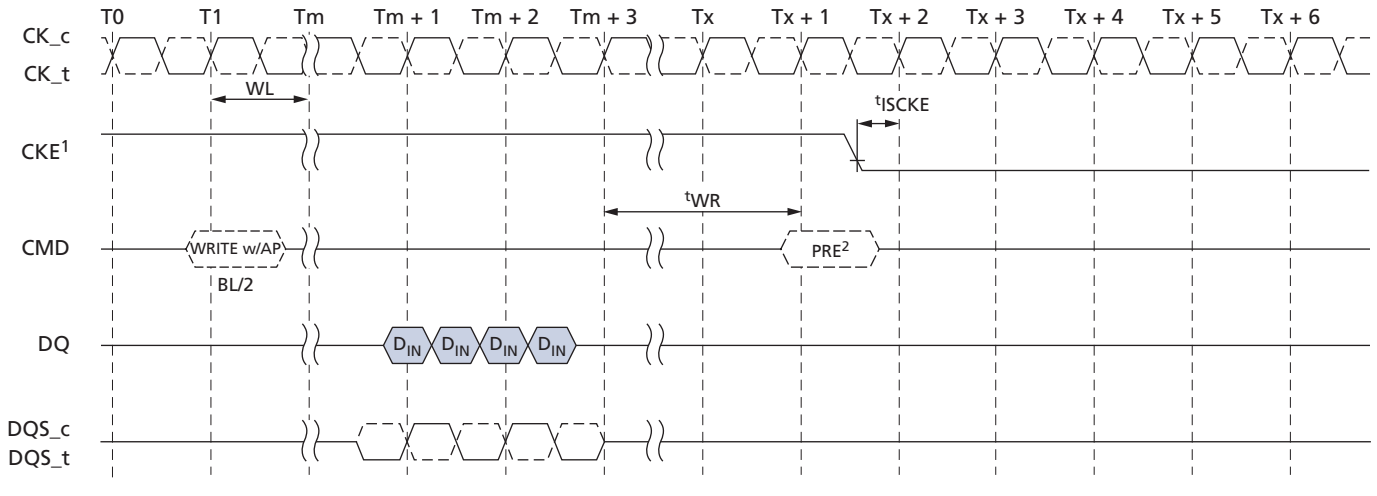 T0 T1 Tm Tm + 1 Tm + 2 Tm + 3 Tx Tx + 1 Tx + 2 Tx + 3 Tx + 4 Tx + 5 Tx + 6
CK_c
CK_t
WL
tISCKE
CKE1
tWR
CMD WRITE w/AP PRE2
BL/2
DQ DIN DIN DIN DIN
DQS_c
DQS_t